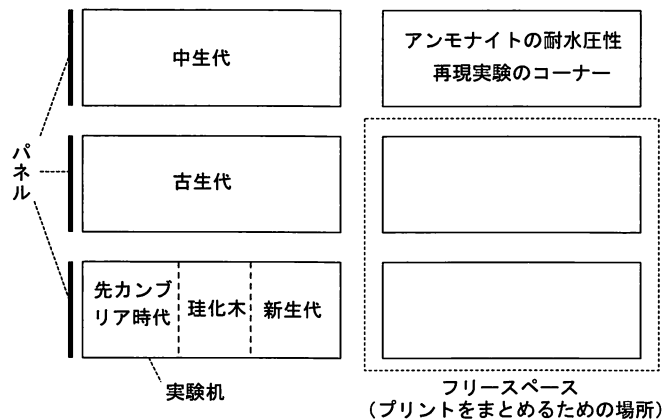 中生代
アンモナイトの耐水圧性
再現実験のコーナー
パネル
古生代
先カンブ
リア時代
珪化木
新生代
実験机
フリースペース
(プリントをまとめるための場所)